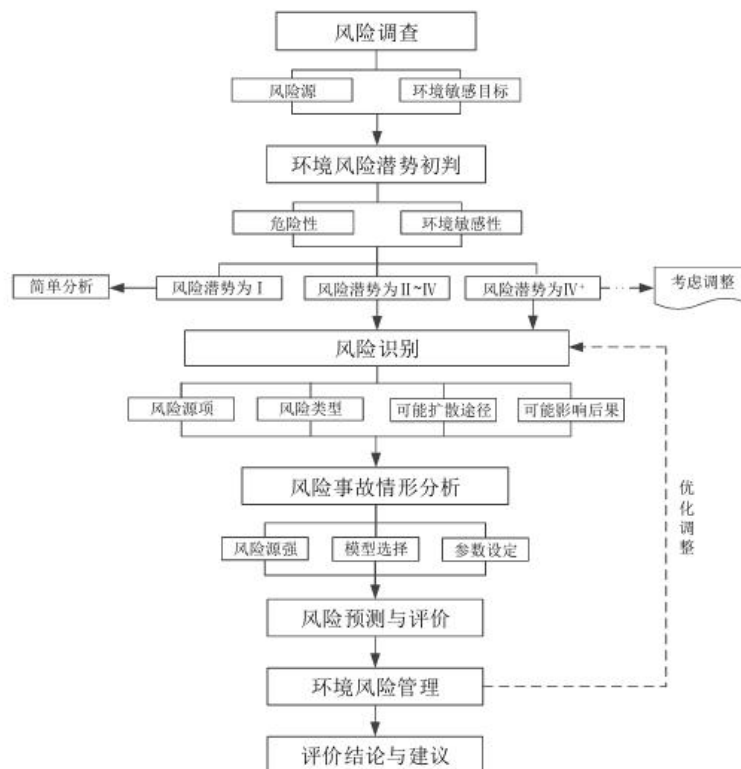 风险调查
风险源
环境敏感目标
环境风险潜势初判
危险性
环境敏感性
简单分析
风险潜势为Ⅰ
风险潜势为Ⅱ~Ⅳ
风险潜势为Ⅳ⁺
考虑调整
风险识别
风险源项
风险类型
可能扩散途径
可能影响后果
风险事故情形分析
优化调整
风险源强
模型选择
参数设定
风险预测与评价
环境风险管理
评价结论与建议